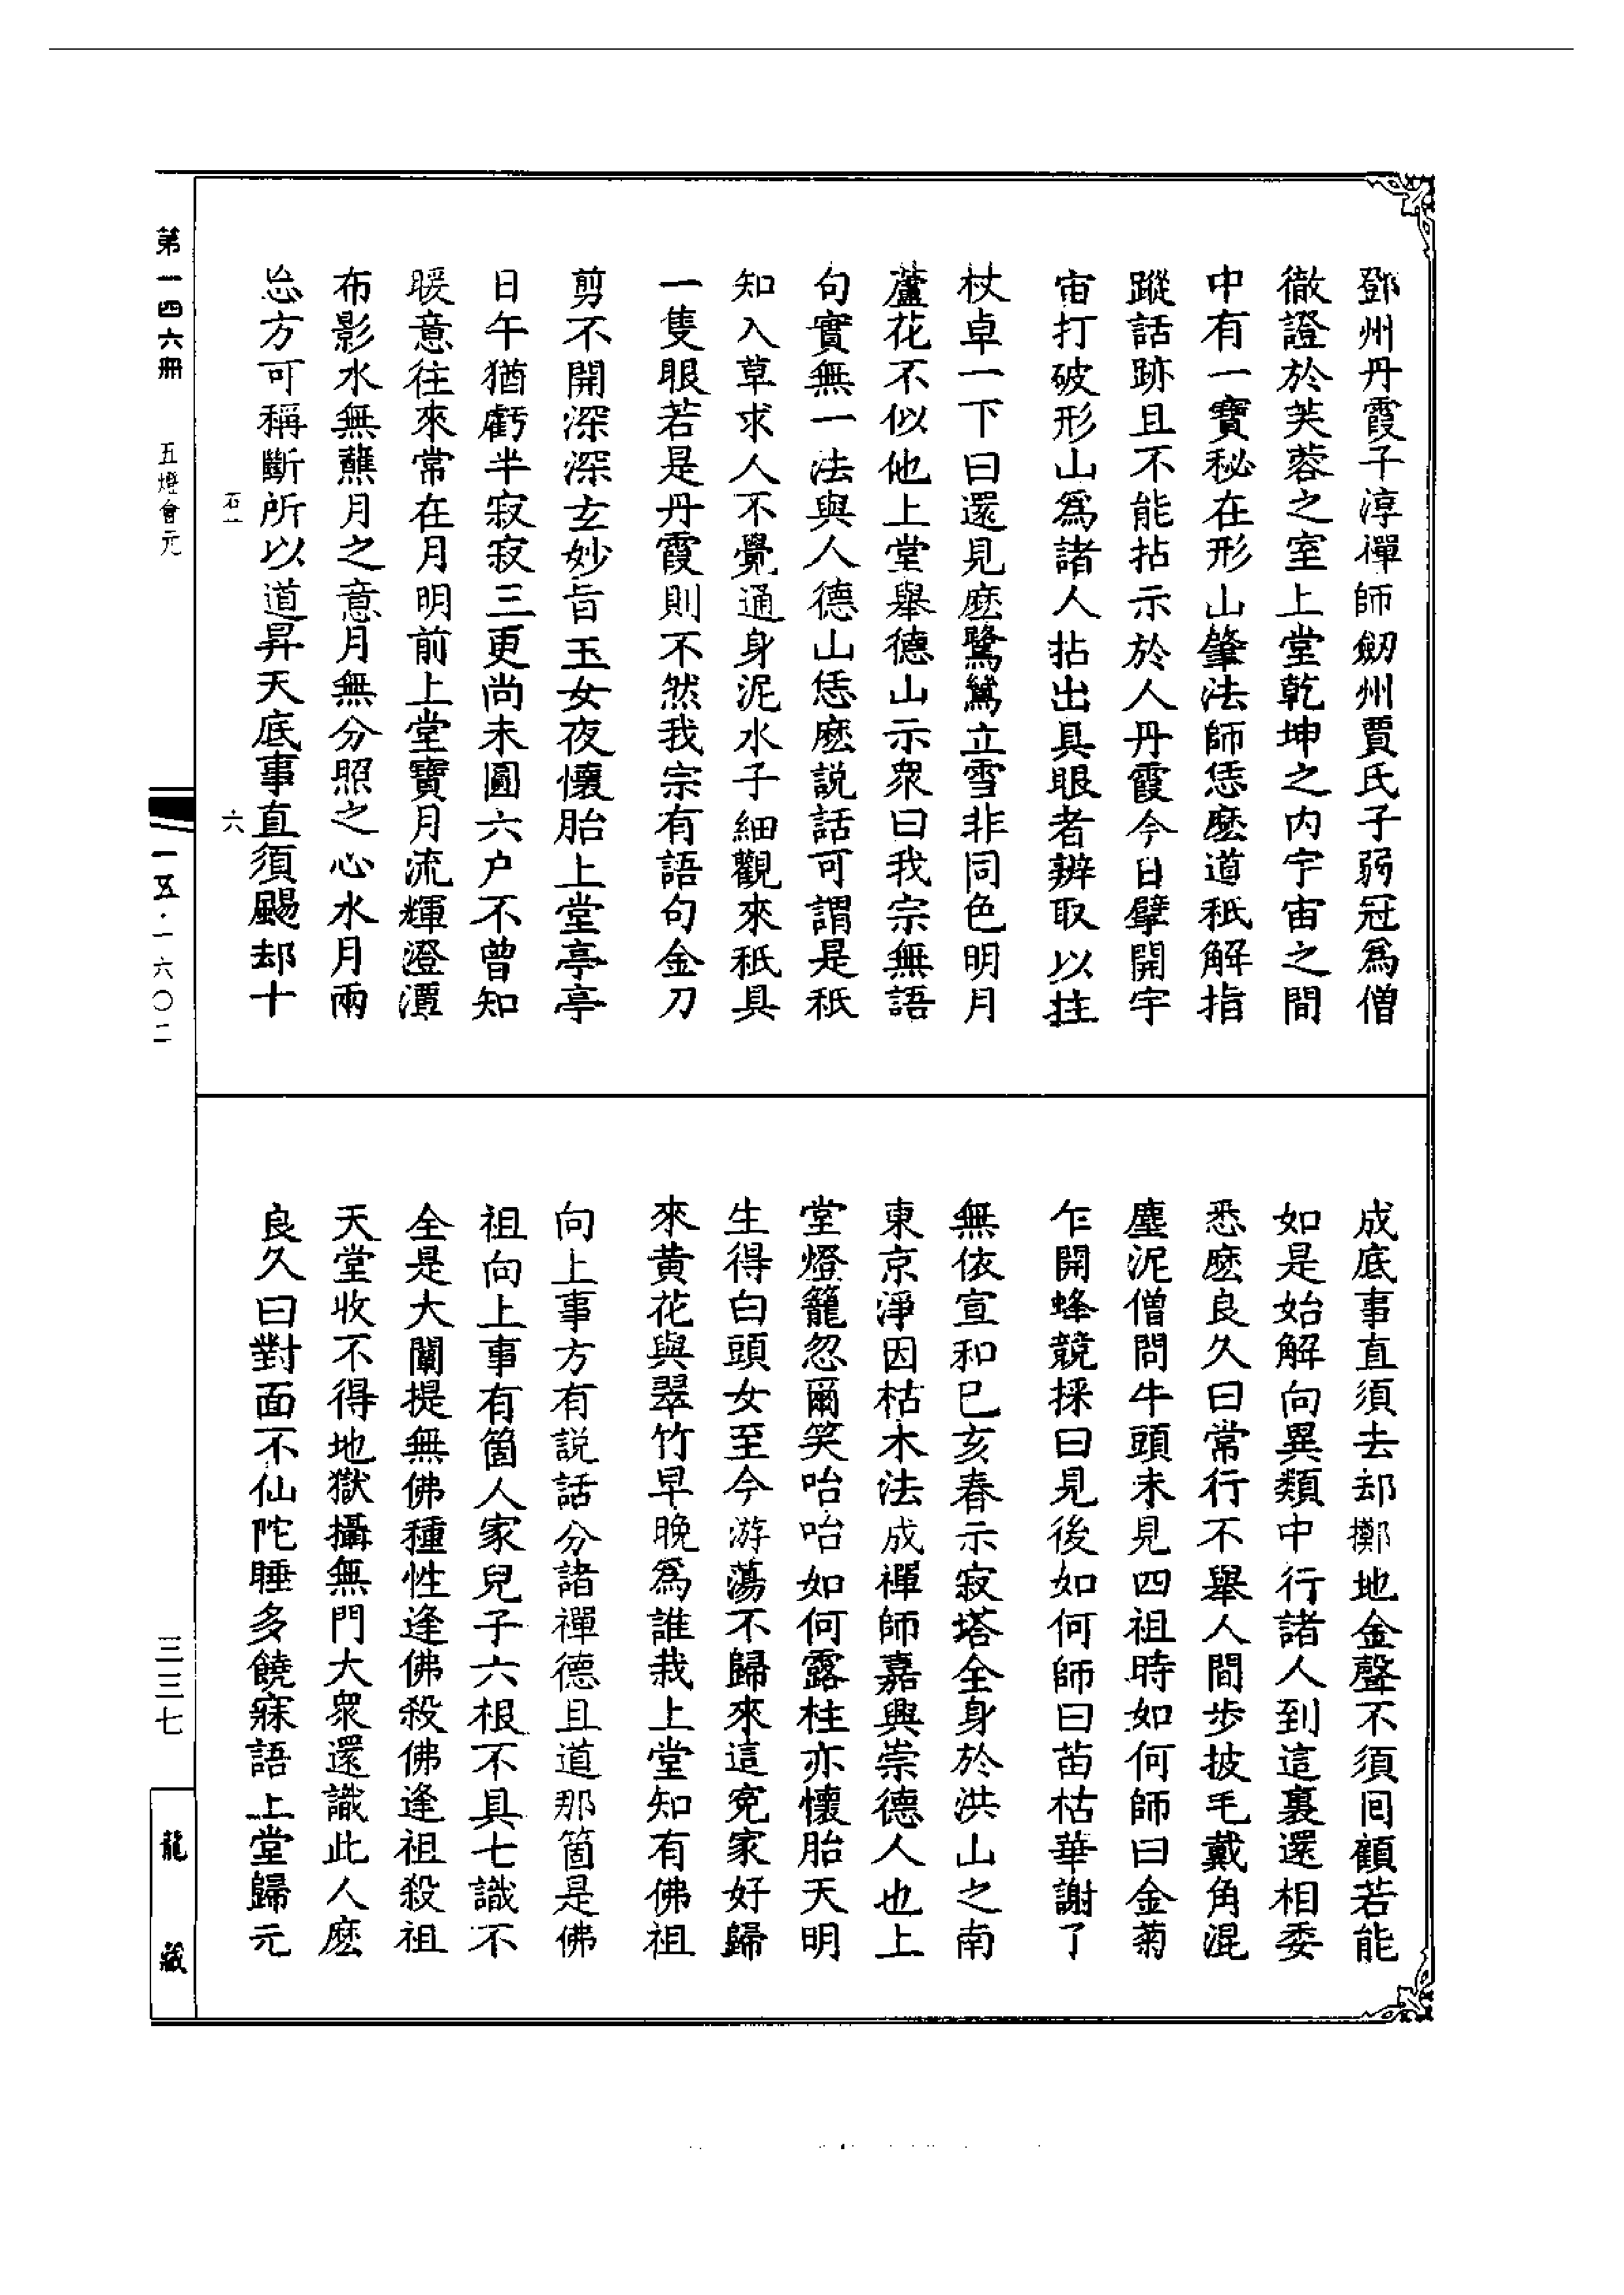 鄧州丹霞子淳禪師劒州賈氏子弱冠爲僧
徹證於芙蓉之室上堂乾坤之内宇宙之間
中有一寶秘在形山肇法師恁麽道秖解指
蹤話跡且不能拈示於人丹霞今日擘開宇
宙打破形山爲諸人拈出具眼者辨取以拄
杖卓一下曰還見麽鷺鷥立雪非同色明月
蘆花不似他上堂舉德山示衆曰我宗無語
句實無一法與人德山恁麽説話可謂是秖
知入草求人不覺通身泥水子細觀來秖具
一隻眼若是丹霞則不然我宗有語句金刀
剪不開深深玄妙旨玉女夜懷胎上堂亭亭
日午猶虧半寂寂三更尚未圓六户不曾知
暖意往來常在月明前上堂寶月流輝澄潭
布影水無蘸月之意月無分照之心水月兩
忘方可稱斷所以道昇天底事直須颺却十
成底事直須去却擲地金聲不須囘顧若能
如是始解向異類中行諸人到這裏還相委
悉麽良久曰常行不舉人間步披毛戴角混
塵泥僧問牛頭未見四祖時如何師曰金菊
乍開蜂競採曰見後如何師曰苗枯華謝了
無依宣和已亥春示寂塔全身於洪山之南
東京淨因枯木法成禪師嘉興崇德人也上
堂燈籠忽爾笑咍咍如何露柱亦懷胎天明
生得白頭女至今游蕩不歸來這寃家好歸
來黄花與翠竹早晚爲誰栽上堂知有佛祖
向上事方有説話分諸禪德且道那箇是佛
祖向上事有箇人家兒子六根不具七識不
全是大闡提無佛種性逢佛殺佛逢祖殺祖
天堂收不得地獄攝無門大衆還識此人麽
良久曰對面不仙陀睡多饒寐語上堂歸元
石一
六
第一四六册
五燈會元
一五·一六〇二
三三七
龍藏